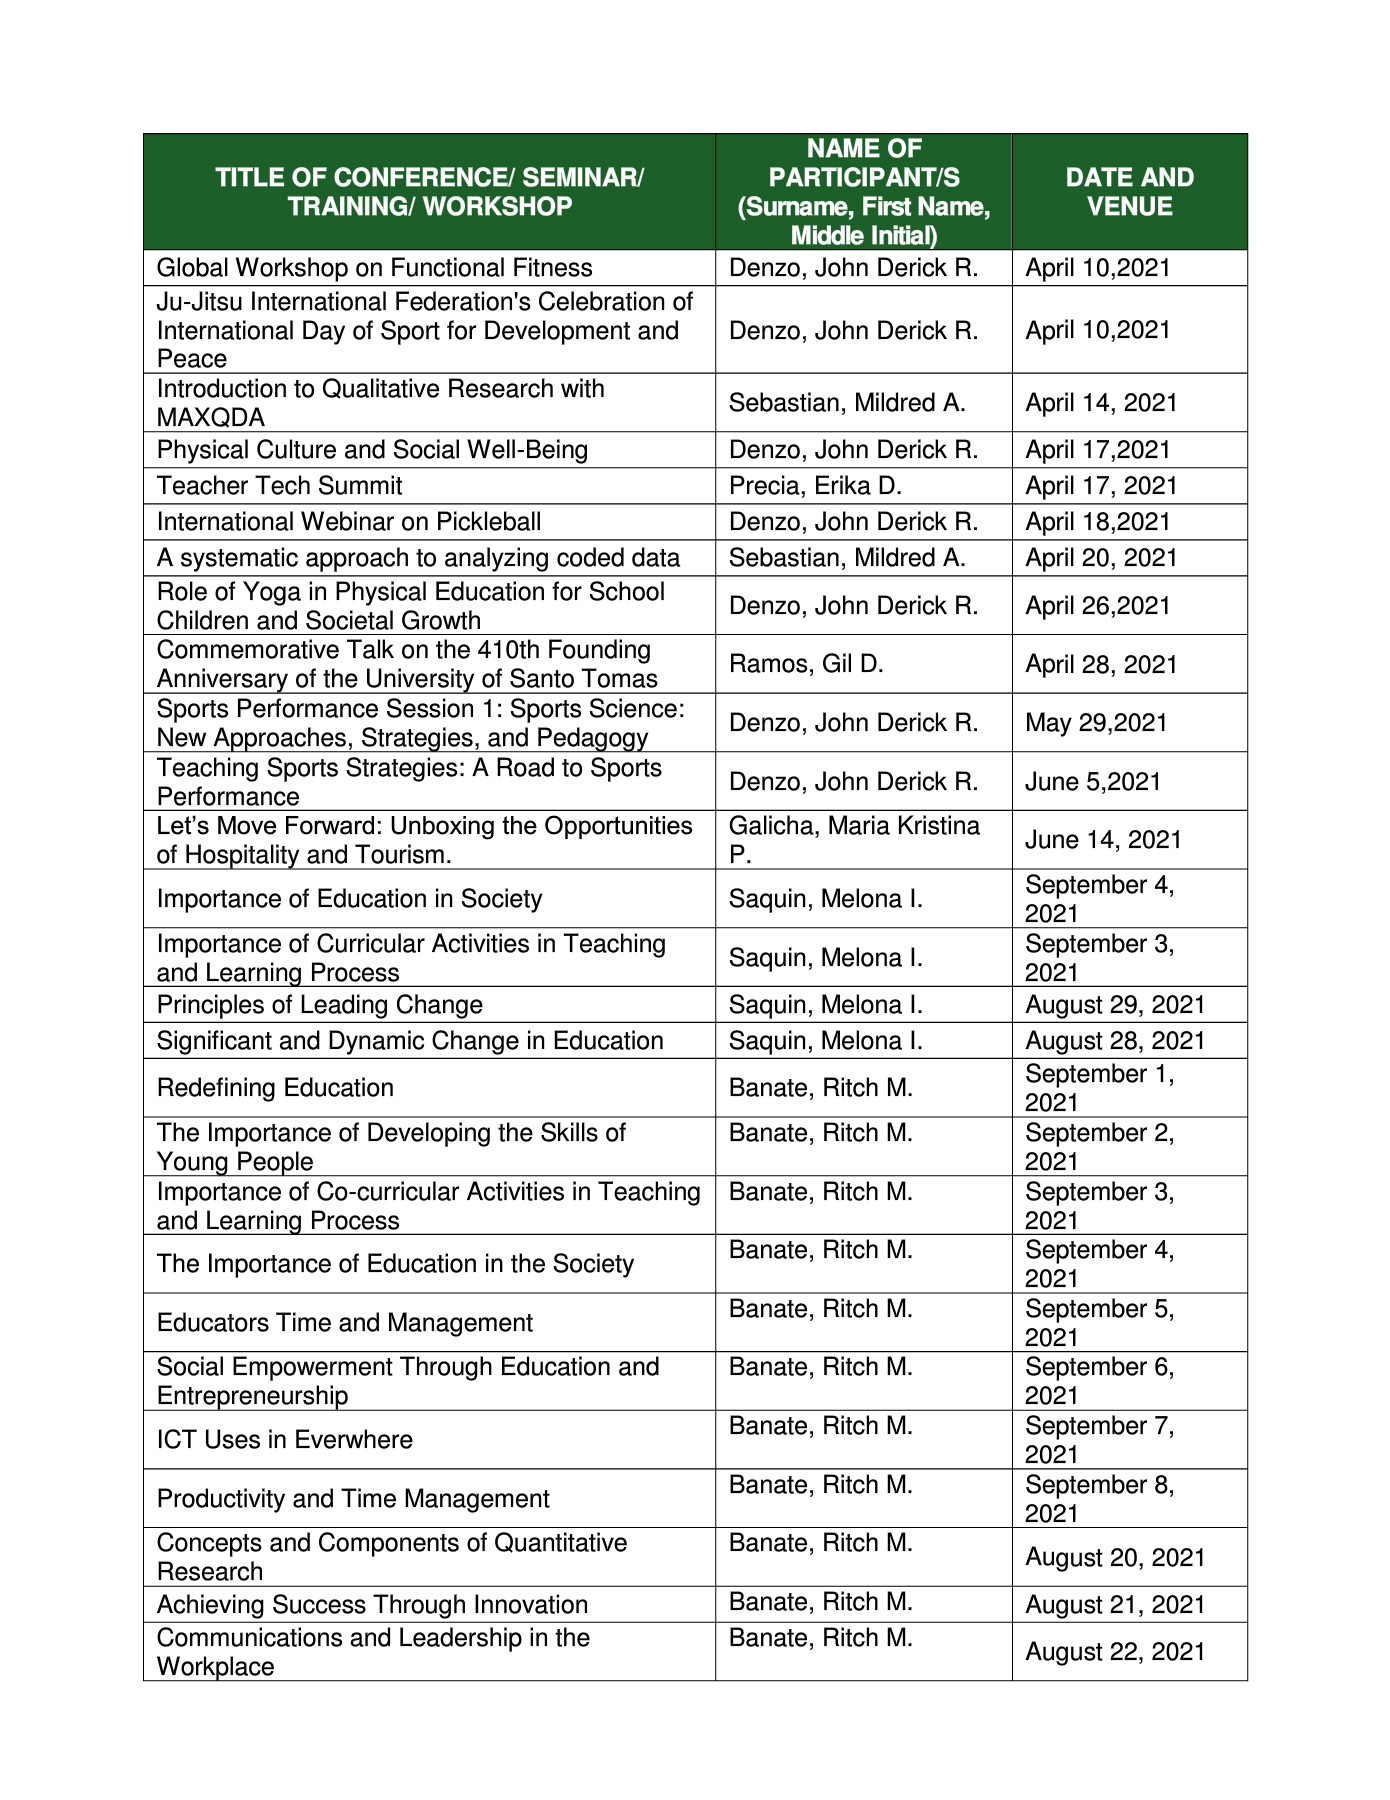 TITLE OF CONFERENCE/ SEMINAR/
TRAINING/ WORKSHOP
NAME OF
PARTICIPANT/S
(Surname, First Name,
Middle Initial)
DATE AND
VENUE
Global Workshop on Functional Fitness
Denzo, John Derick R.
April 10,2021
Ju-Jitsu International Federation's Celebration of
International Day of Sport for Development and
Peace
Denzo, John Derick R.
April 10,2021
Introduction to Qualitative Research with
MAXQDA
Sebastian, Mildred A.
April 14, 2021
Physical Culture and Social Well-Being
Denzo, John Derick R.
April 17,2021
Teacher Tech Summit
Precia, Erika D.
April 17, 2021
International Webinar on Pickleball
Denzo, John Derick R.
April 18,2021
A systematic approach to analyzing coded data
Sebastian, Mildred A.
April 20, 2021
Role of Yoga in Physical Education for School
Children and Societal Growth
Denzo, John Derick R.
April 26,2021
Commemorative Talk on the 410th Founding
Anniversary of the University of Santo Tomas
Ramos, Gil D.
April 28, 2021
Sports Performance Session 1: Sports Science:
New Approaches, Strategies, and Pedagogy
Denzo, John Derick R.
May 29,2021
Teaching Sports Strategies: A Road to Sports
Performance
Denzo, John Derick R.
June 5,2021
Let’s Move Forward: Unboxing the Opportunities
of Hospitality and Tourism.
Galicha, Maria Kristina
P.
June 14, 2021
Importance of Education in Society
Saquin, Melona I.
September 4,
2021
Importance of Curricular Activities in Teaching
and Learning Process
Saquin, Melona I.
September 3,
2021
Principles of Leading Change
Saquin, Melona I.
August 29, 2021
Significant and Dynamic Change in Education
Saquin, Melona I.
August 28, 2021
Redefining Education
Banate, Ritch M.
September 1,
2021
The Importance of Developing the Skills of
Young People
Banate, Ritch M.
September 2,
2021
Importance of Co-curricular Activities in Teaching
and Learning Process
Banate, Ritch M.
September 3,
2021
The Importance of Education in the Society
Banate, Ritch M.
September 4,
2021
Educators Time and Management
Banate, Ritch M.
September 5,
2021
Social Empowerment Through Education and
Entrepreneurship
Banate, Ritch M.
September 6,
2021
ICT Uses in Everwhere
Banate, Ritch M.
September 7,
2021
Productivity and Time Management
Banate, Ritch M.
September 8,
2021
Concepts and Components of Quantitative
Research
Banate, Ritch M.
August 20, 2021
Achieving Success Through Innovation
Banate, Ritch M.
August 21, 2021
Communications and Leadership in the
Workplace
Banate, Ritch M.
August 22, 2021